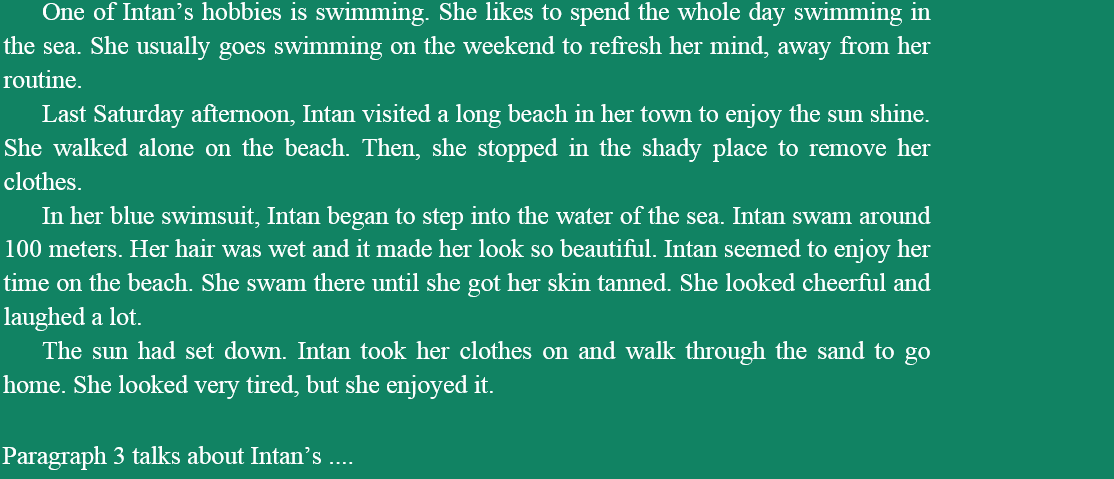 One of Intan’s hobbies is swimming. She likes to spend the whole day swimming in
the sea. She usually goes swimming on the weekend to refresh her mind, away from her
routine.
Last Saturday afternoon, Intan visited a long beach in her town to enjoy the sun shine.
She walked alone on the beach. Then, she stopped in the shady place to remove her
clothes.
In her blue swimsuit, Intan began to step into the water of the sea. Intan swam around
100 meters. Her hair was wet and it made her look so beautiful. Intan seemed to enjoy her
time on the beach. She swam there until she got her skin tanned. She looked cheerful and
laughed a lot.
The sun had set down. Intan took her clothes on and walk through the sand to go
home. She looked very tired, but she enjoyed it.
Paragraph 3 talks about Intan’s ....